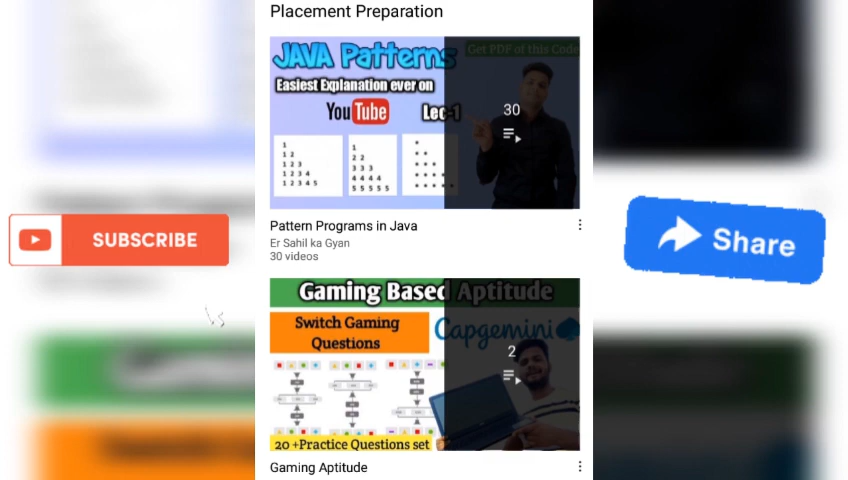 Placement Preparation
JAVA Patterns
Get PDF of this Code
Easiest Explanation ever on
YouTube Lec-1
30
1
1 2
1 2 3
1 2 3 4
1 2 3 4 5
1
2 2
3 3 3
4 4 4 4
5 5 5 5 5
Pattern Programs in Java
Er Sahil ka Gyan
30 videos
SUBSCRIBE
Share
Gaming Based Aptitude
Switch Gaming
Questions
Capgemini
2
20 +Practice Questions set
Gaming Aptitude